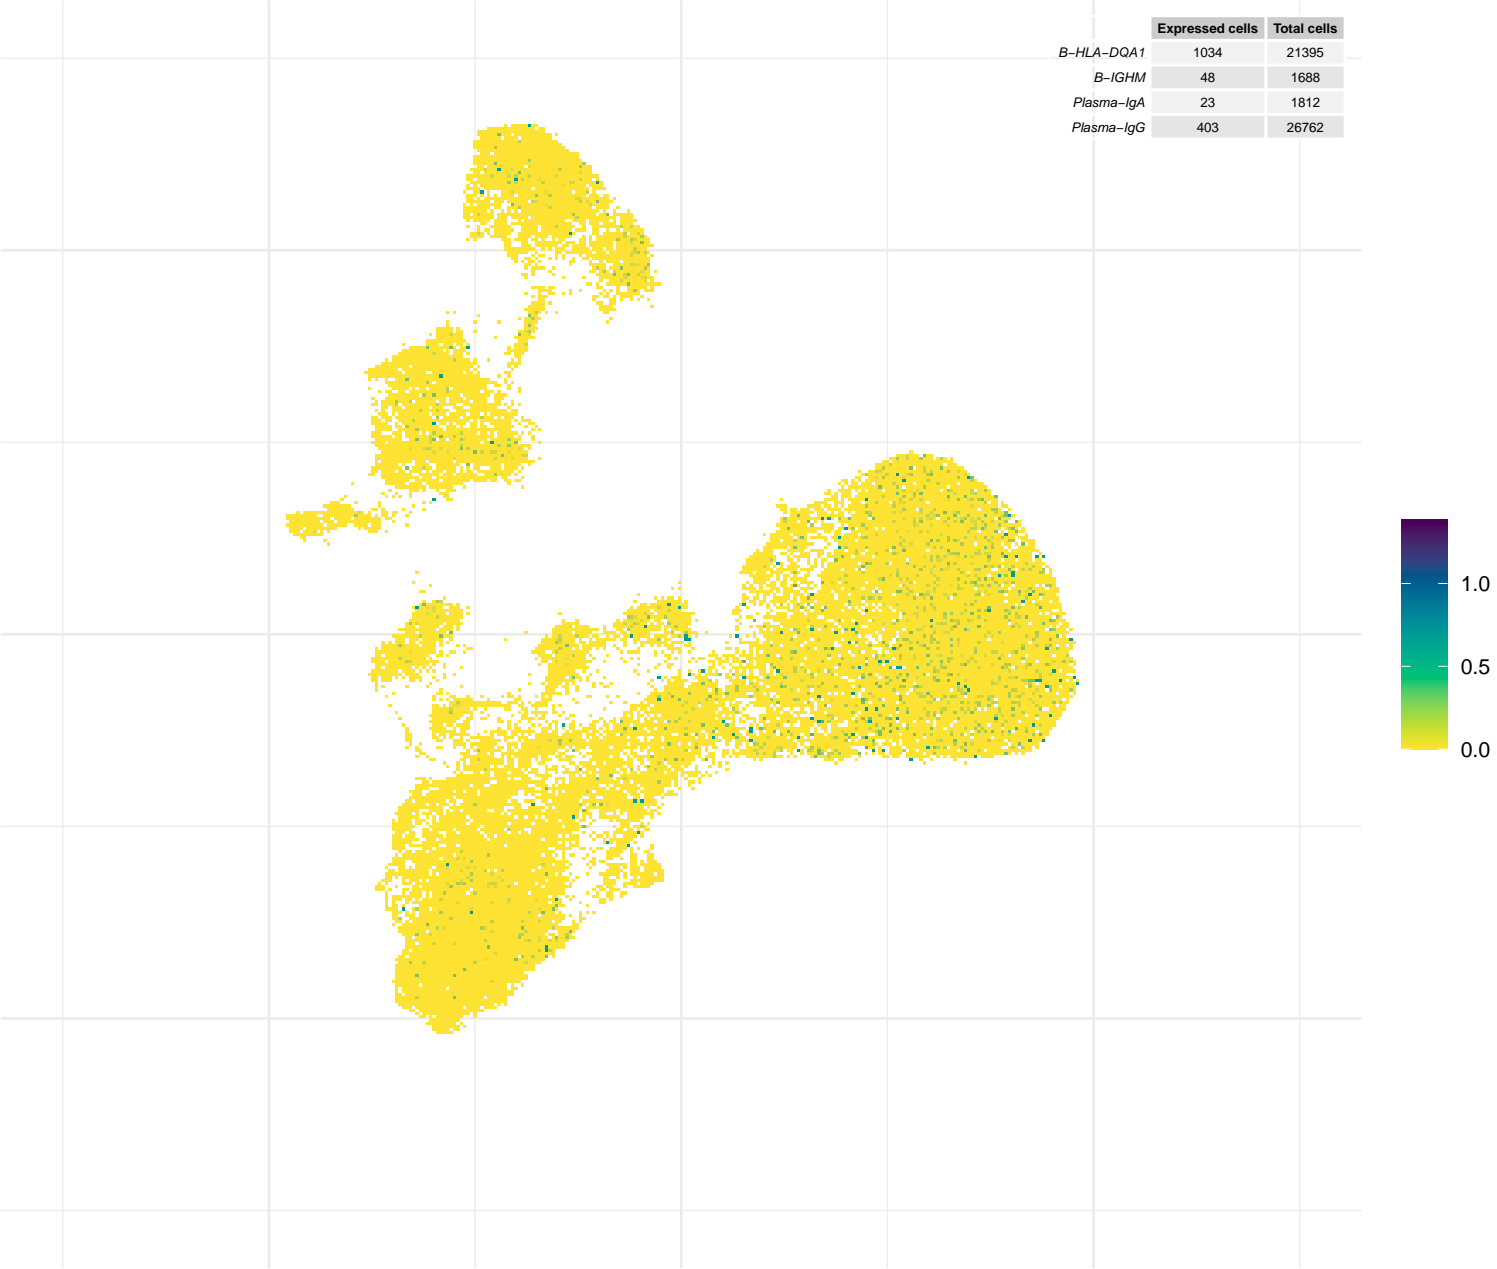 Expressed cells Total cells
B−HLA−DQA1 1034 21395
B−IGHM 48 1688
Plasma−IgA 23 1812
Plasma−IgG 403 26762
1.0
0.5
0.0